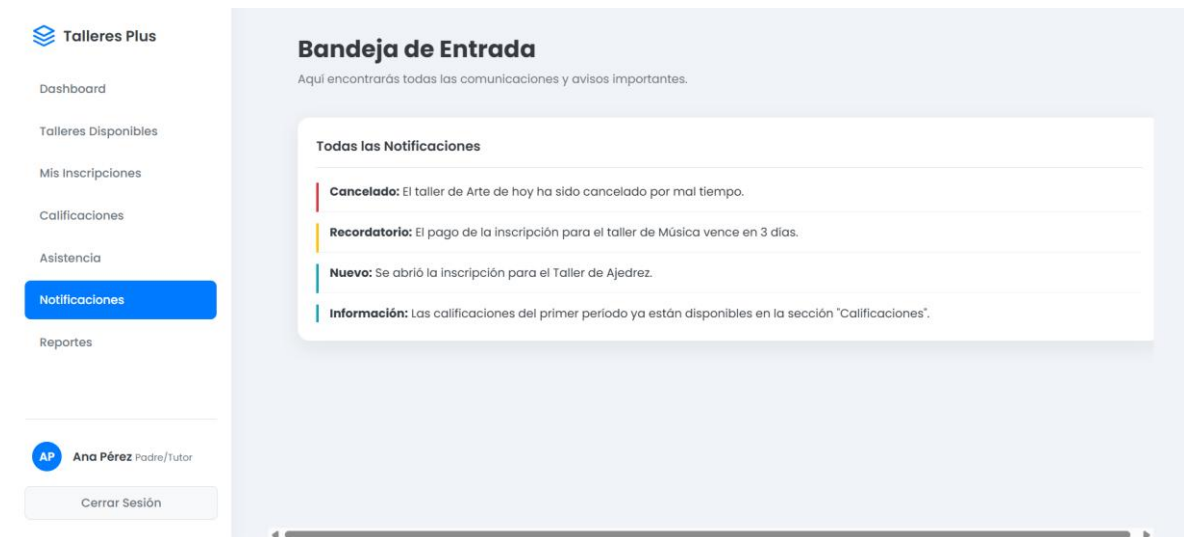 Talleres Plus
Dashboard
Talleres Disponibles
Mis Inscripciones
Calificaciones
Asistencia
Notificaciones
Reportes
AP
Ana Pérez Padre/Tutor
Cerrar Sesión
Bandeja de Entrada
Aquí encontrarás todas las comunicaciones y avisos importantes.
Todas las Notificaciones
Cancelado: El taller de Arte de hoy ha sido cancelado por mal tiempo.
Recordatorio: El pago de la inscripción para el taller de Música vence en 3 días.
Nuevo: Se abrió la inscripción para el Taller de Ajedrez.
Información: Las calificaciones del primer período ya están disponibles en la sección "Calificaciones".